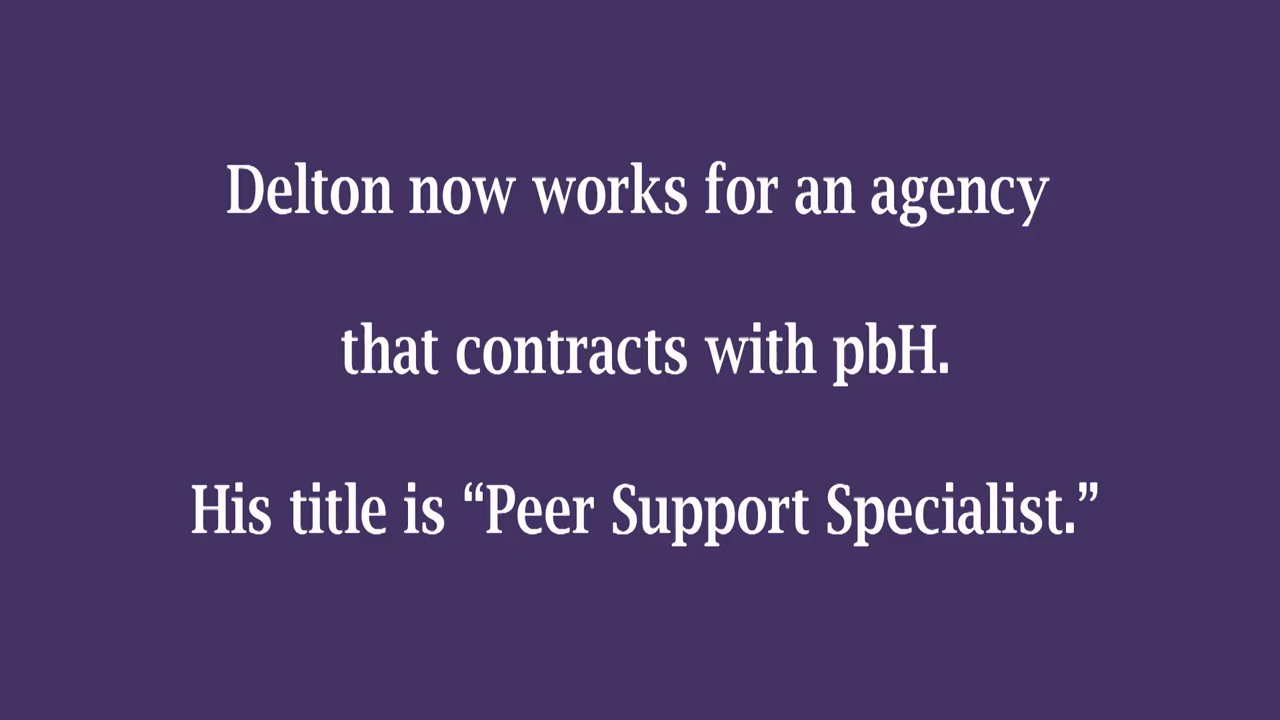 Delton now works for an agency
that contracts with pbH.
His title is “Peer Support Specialist.”